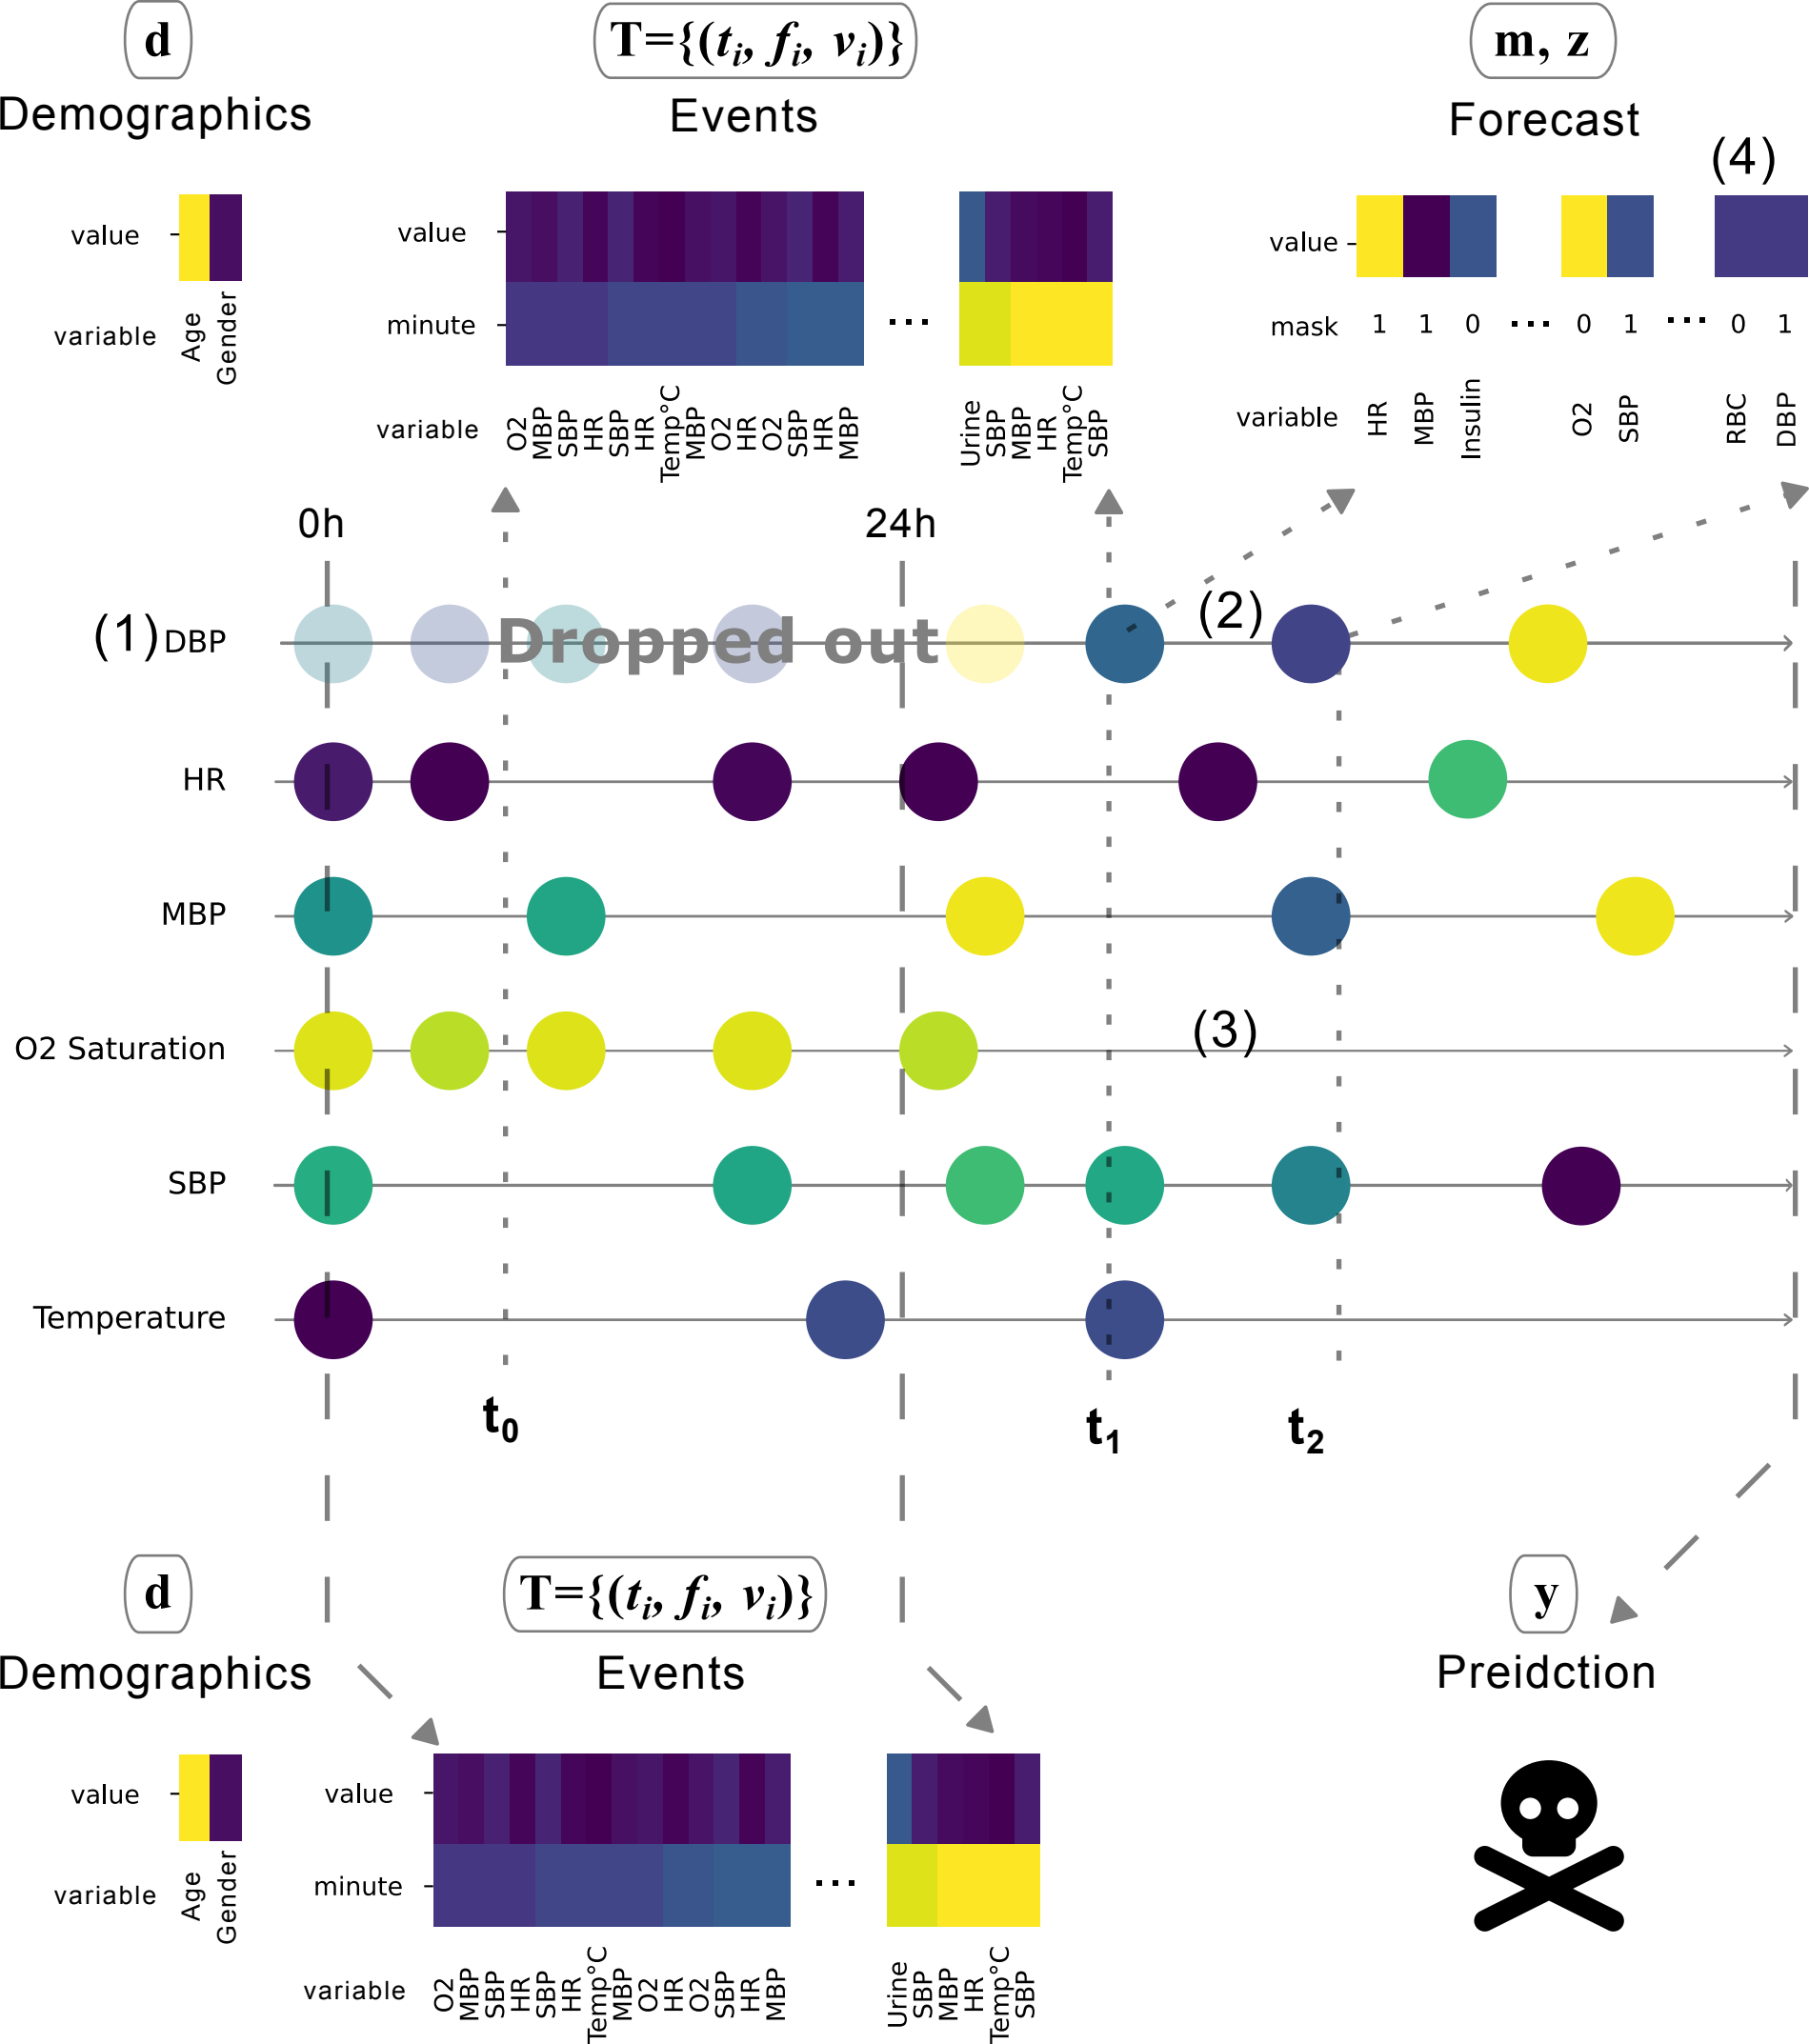 d
T={(ti, fi, vi)}
m, z
Demographics
Events
Forecast
(4)
value
value
value
minute
...
mask 1 1 0 ... 0 1 ... 0 1
variable Age Gender
variable O2 MBP SBP HR SBP HR Temp°C MBP O2 HR O2 SBP HR MBP Urine SBP MBP HR Temp°C SBP
variable HR MBP Insulin O2 SBP RBC DBP
0h
24h
(1) DBP
Dropped out
(2)
HR
MBP
O2 Saturation
(3)
SBP
Temperature
t0
t1
t2
d
T={(ti, fi, vi)}
y
Demographics
Events
Preidction
value
value
minute
...
variable Age Gender
variable O2 MBP SBP HR SBP HR Temp°C MBP O2 HR O2 SBP HR MBP Urine SBP MBP HR Temp°C SBP